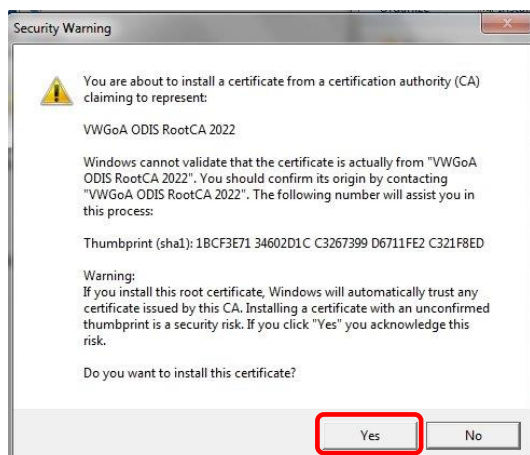 Security Warning
You are about to install a certificate from a certification authority (CA)
claiming to represent:
VWGoA ODIS RootCA 2022
Windows cannot validate that the certificate is actually from "VWGoA
ODIS RootCA 2022". You should confirm its origin by contacting
"VWGoA ODIS RootCA 2022". The following number will assist you in
this process:
Thumbprint (sha1): 1BCF3E71 34602D1C C3267399 D6711FE2 C321F8ED
Warning:
If you install this root certificate, Windows will automatically trust any
certificate issued by this CA. Installing a certificate with an unconfirmed
thumbprint is a security risk. If you click "Yes" you acknowledge this
risk.
Do you want to install this certificate?
Yes No